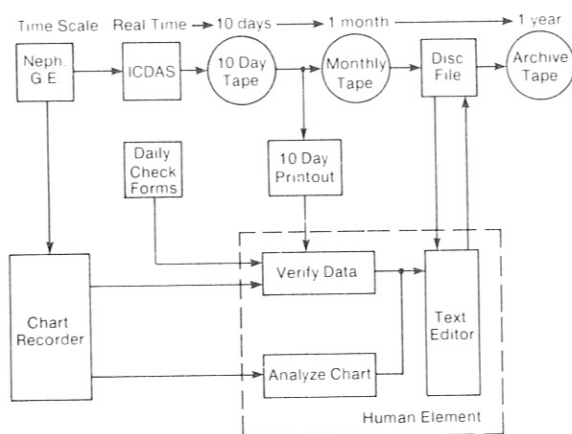 Time Scale Real Time 10 days 1 month 1 year
Neph.
G E
ICDAS
10 Day
Tape
Monthly
Tape
Disc
File
Archive
Tape
Daily
Check
Forms
10 Day
Printout
Chart
Recorder
Verify Data
Analyze Chart
Text
Editor
Human Element